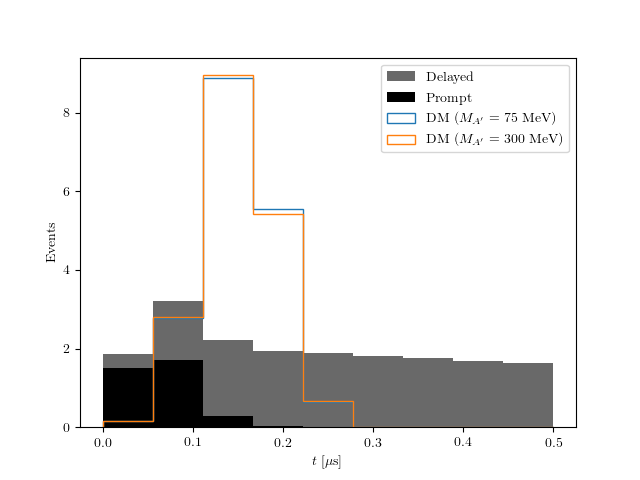 Delayed
Prompt
DM (M_{A'} = 75 MeV)
DM (M_{A'} = 300 MeV)
8
6
4
2
0
Events
0.0 0.1 0.2 0.3 0.4 0.5
t [μs]